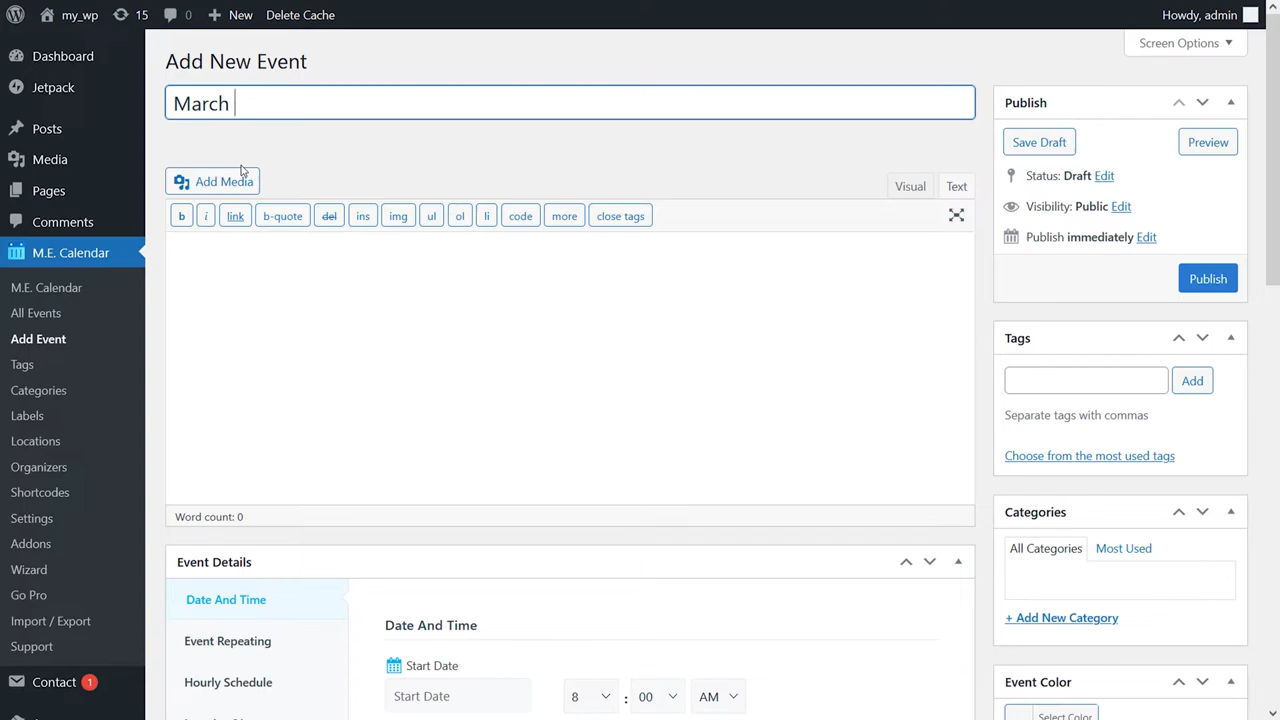 my_wp 15 0 New Delete Cache Howdy, admin
Screen Options
Dashboard
Jetpack
Posts
Media
Pages
Comments
M.E. Calendar
M.E. Calendar
All Events
Add Event
Tags
Categories
Labels
Locations
Organizers
Shortcodes
Settings
Addons
Wizard
Go Pro
Import / Export
Support
Contact 1
Add New Event
March
Add Media
Visual Text
b i link b-quote del ins img ul ol li code more close tags
Word count: 0
Event Details
Date And Time
Event Repeating
Hourly Schedule
Date And Time
Start Date
Start Date 8 : 00 AM
Publish
Save Draft Preview
Status: Draft Edit
Visibility: Public Edit
Publish immediately Edit
Publish
Tags
Add
Separate tags with commas
Choose from the most used tags
Categories
All Categories Most Used
+ Add New Category
Event Color
Select Color